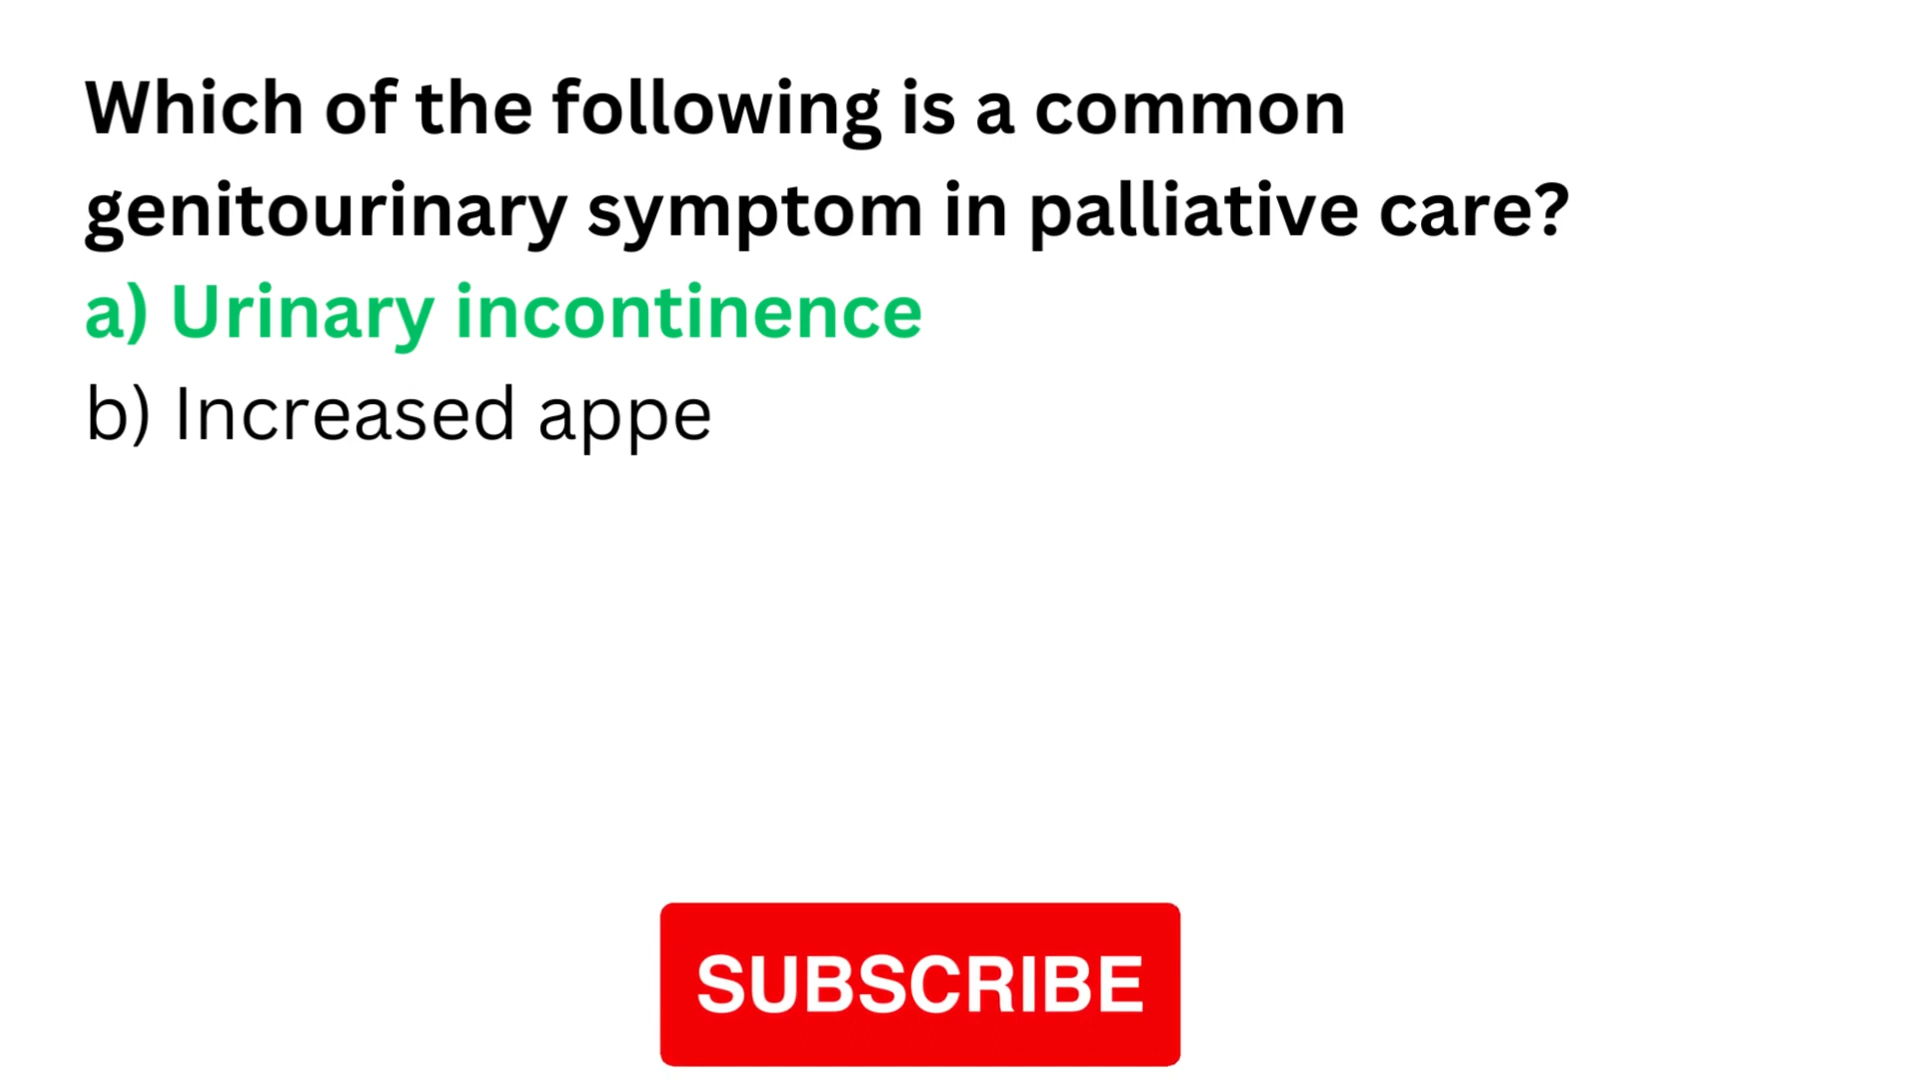 Which of the following is a common
genitourinary symptom in palliative care?
a) Urinary incontinence
b) Increased appe
SUBSCRIBE